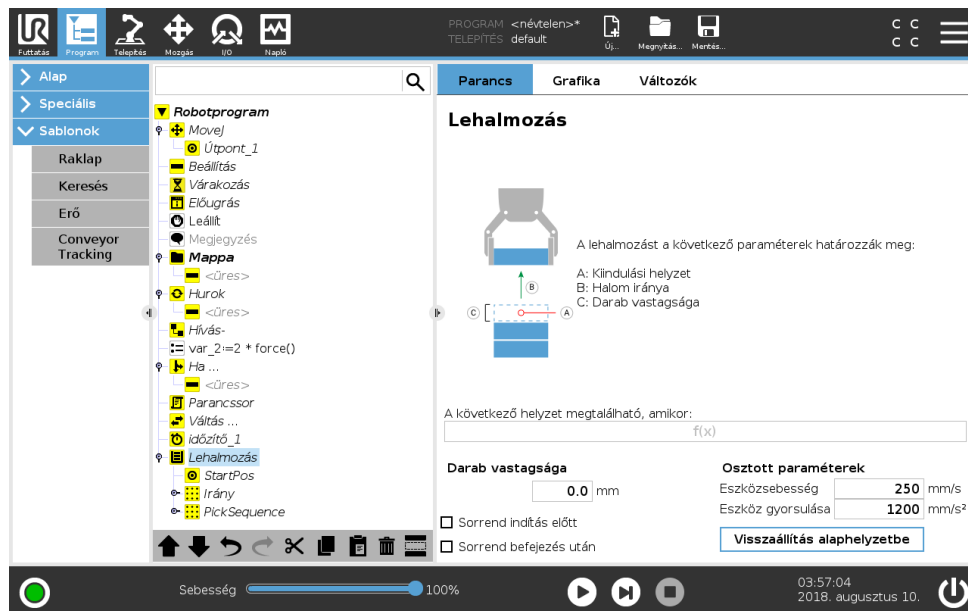 PROGRAM <névtelen>*
TELEPÍTÉS default
Futtatás
Program
Telepítés
Mozgás
I/O
Napló
Új...
Megnyitás...
Mentés...
C C
C C
Alap
Speciális
Sablonok
Raklap
Keresés
Erő
Conveyor
Tracking
Robotprogram
MoveJ
Útpont_1
Beállítás
Várakozás
Előugrás
Leállít
Megjegyzés
Mappa
<üres>
Hurok
<üres>
Hívás-
var_2:=2 * force()
Ha ...
<üres>
Parancssor
Váltás ...
időzítő_1
Lehalmozás
StartPos
Irány
PickSequence
Parancs
Grafika
Változók
Lehalmozás
A lehalmozást a következő paraméterek határozzák meg:
A: Kiindulási helyzet
B: Halom iránya
C: Darab vastagsága
B
C
A
A következő helyzet megtalálható, amikor:
f(x)
Darab vastagsága
0.0 mm
Sorrend indítás előtt
Sorrend befejezés után
Osztott paraméterek
Eszközsebesség 250 mm/s
Eszköz gyorsulása 1200 mm/s²
Visszaállítás alaphelyzetbe
Sebesség 100%
03:57:04
2018. augusztus 10.